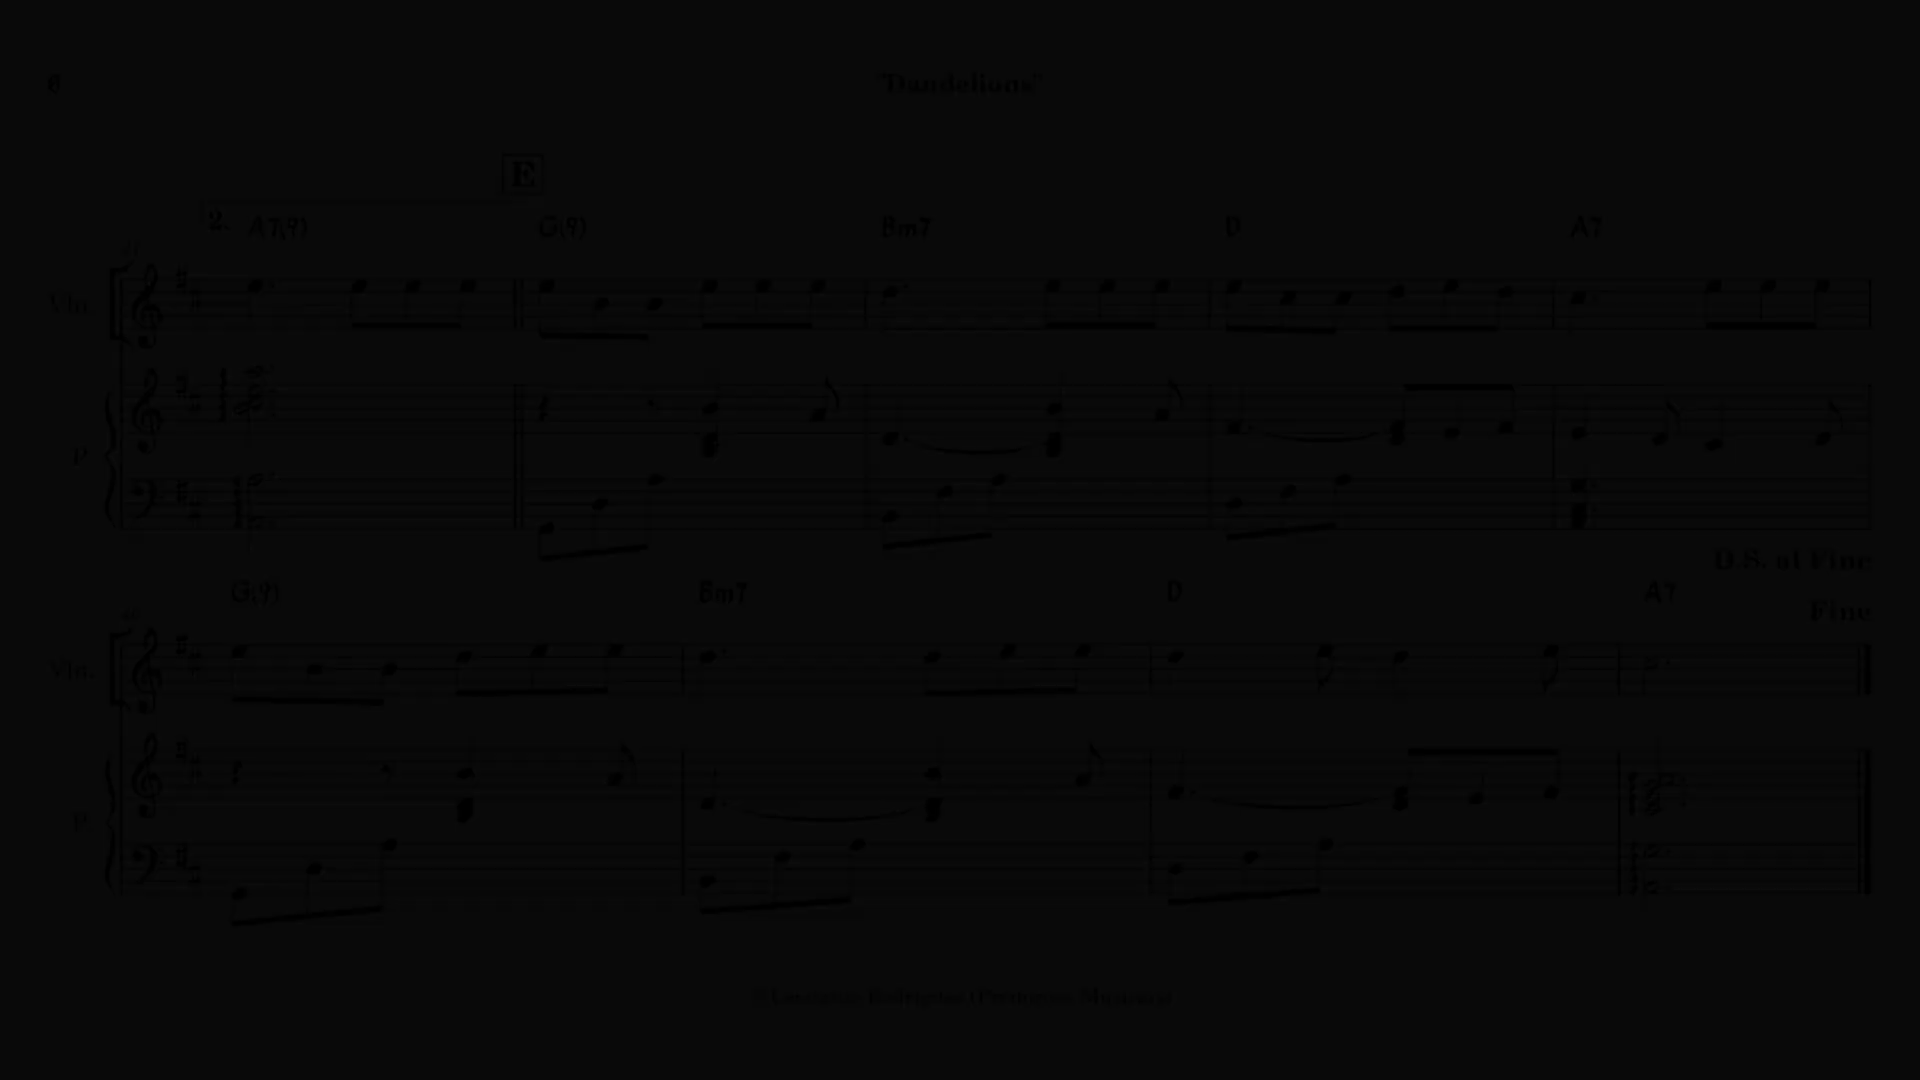 6
"Dandelions"
E
2. A7(9) G(9) Bm7 D A7
Vln.
P.
D.S. al Fine
G(9) Bm7 D A7
Fine
Vln.
P.